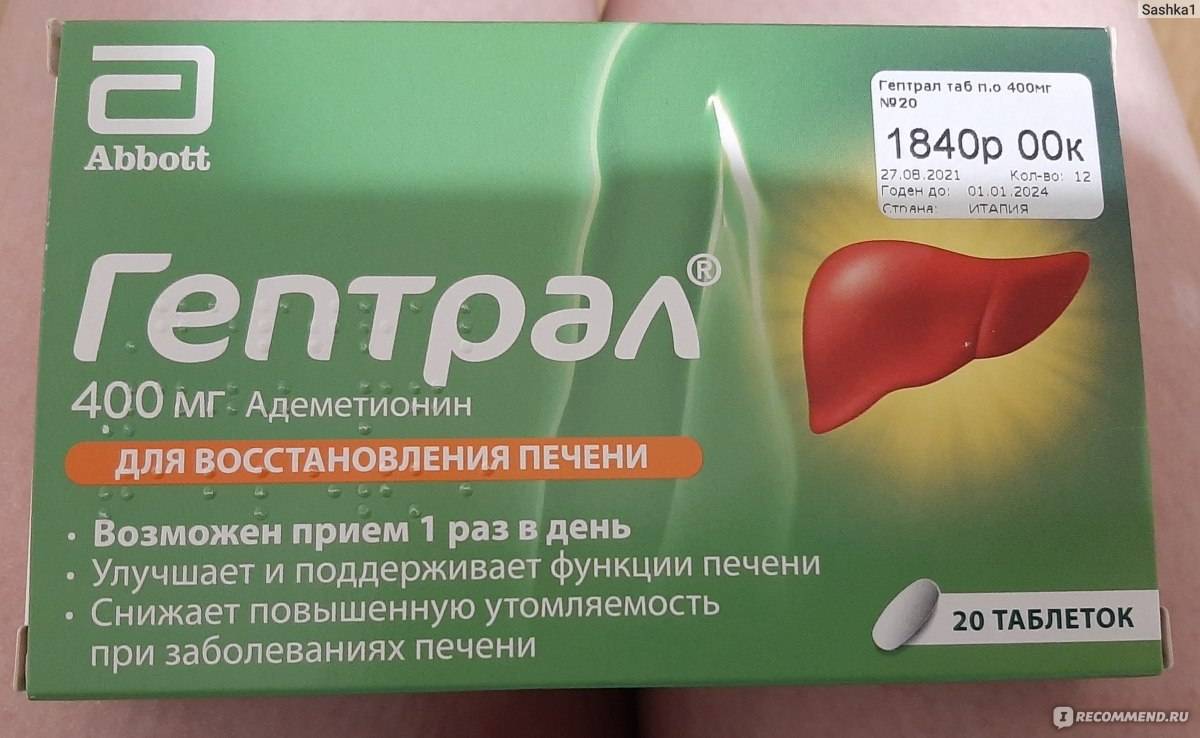 Sashka1
Abbott
Гептрал таб п.о 400мг
№20
1840р 00к
27.08.2021 Кол-во: 12
Годен до: 01.01.2024
Страна: ИТАЛИЯ
Гептрал®
400 мг Адеметионин
ДЛЯ ВОССТАНОВЛЕНИЯ ПЕЧЕНИ
• Возможен прием 1 раз в день
• Улучшает и поддерживает функции печени
• Снижает повышенную утомляемость
при заболеваниях печени
20 ТАБЛЕТОК
IRECOMMEND.RU